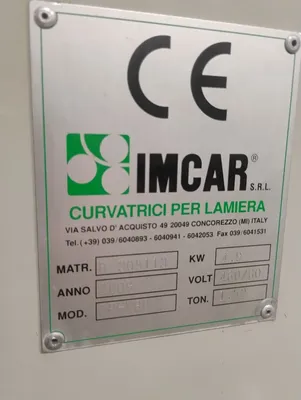 CE
IMCAR® S.R.L.
CURVATRICI PER LAMIERA
VIA SALVO D' ACQUISTO 49 20049 CONCOREZZO (MI) ITALY
Tel. (+39) 039/6040893 - 6040941 - 6042053 Fax 039/6041531
MATR. KW
ANNO VOLT
MOD. TON.